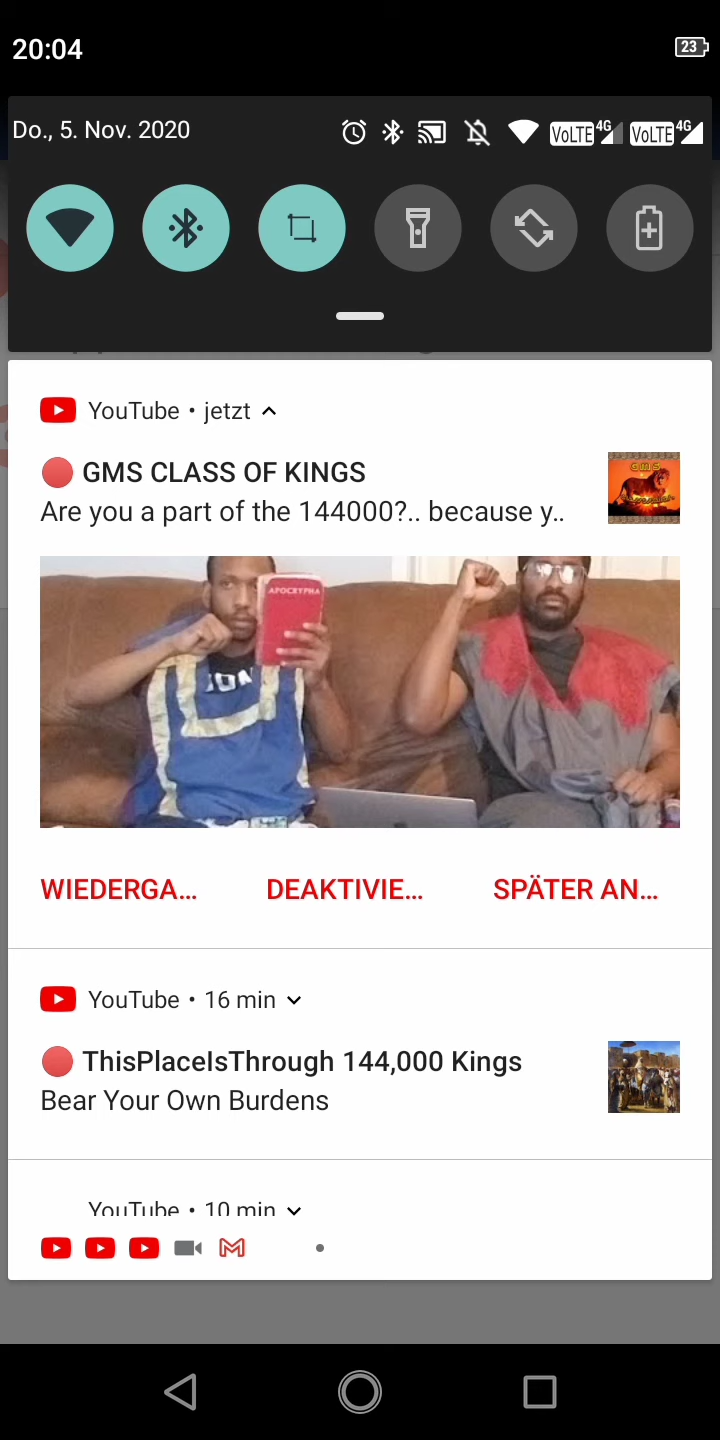 20:04
23
Do., 5. Nov. 2020
VoLTE 4G VoLTE 4G
YouTube • jetzt
GMS CLASS OF KINGS
Are you a part of the 144000?.. because y..
GMS
APOCRYPHA
WIEDERGA...
DEAKTIVIE...
SPÄTER AN...
YouTube • 16 min
ThisPlaceIsThrough 144,000 Kings
Bear Your Own Burdens
YouTube • 10 min